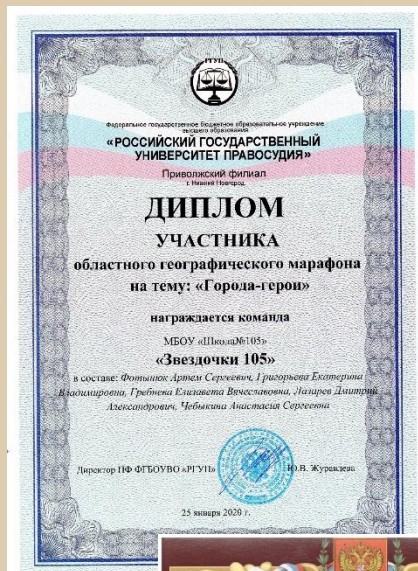 РГУП
Федеральное государственное бюджетное образовательное учреждение
высшего образования
«РОССИЙСКИЙ ГОСУДАРСТВЕННЫЙ
УНИВЕРСИТЕТ ПРАВОСУДИЯ»
Приволжский филиал
г. Нижний Новгород
ДИПЛОМ
УЧАСТНИКА
областного географического марафона
на тему: «Города-герои»
награждается команда
МБОУ «Школа№105»
«Звездочки 105»
в составе: Фотынюк Артем Сергеевич, Григорьева Екатерина
Владимировна, Гребнева Елизавета Вячеславовна, Лазарев Дмитрий
Александрович, Чебыкина Анастасия Сергеевна
Директор ПФ ФГБОУВО «РГУП» Ю.В. Журавлева
25 января 2020 г.